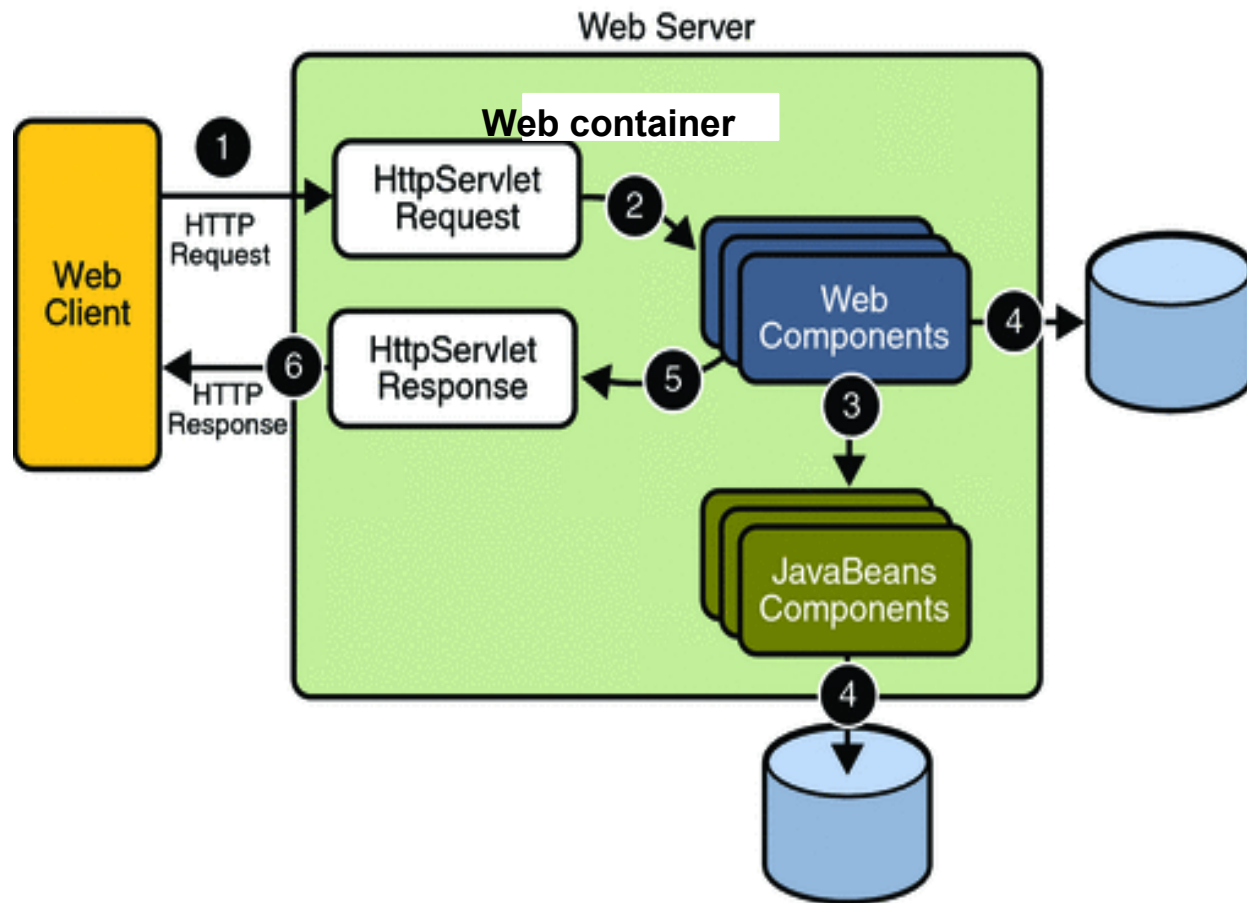 Web Server
Web container
1
HttpServlet
Request
2
HTTP
Request
Web
Client
Web
Components
4
HttpServlet
Response
5
6
HTTP
Response
3
JavaBeans
Components
4